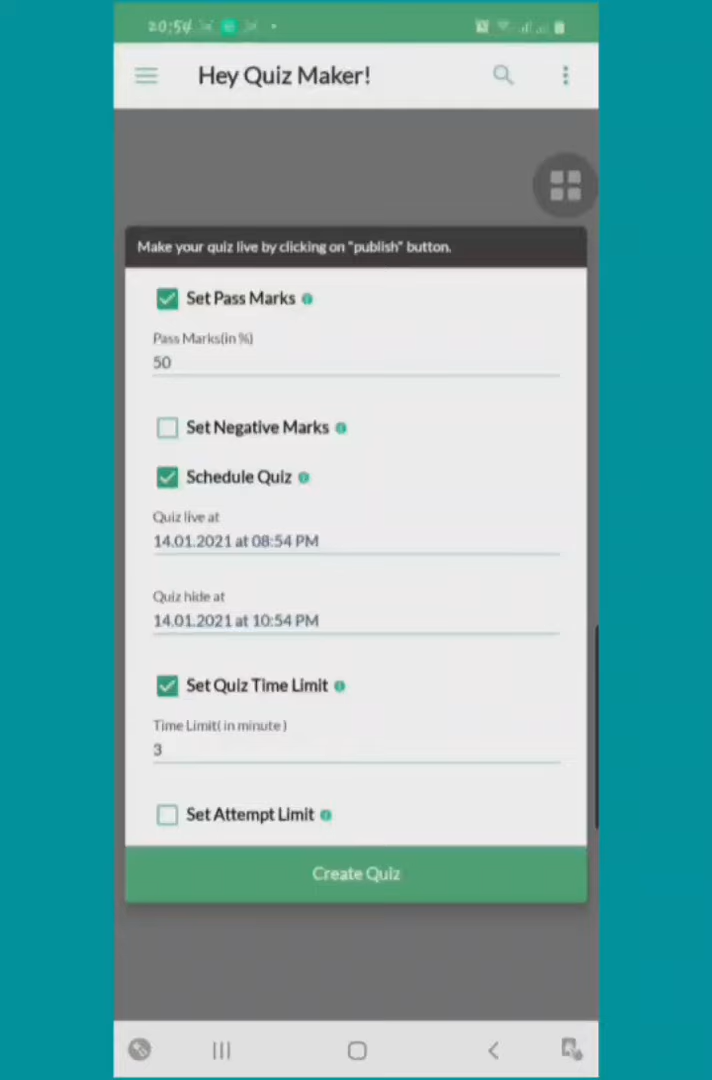 20:54
Hey Quiz Maker!
Make your quiz live by clicking on "publish" button.
Set Pass Marks
Pass Marks(in %)
50
Set Negative Marks
Schedule Quiz
Quiz live at
14.01.2021 at 08:54 PM
Quiz hide at
14.01.2021 at 10:54 PM
Set Quiz Time Limit
Time Limit( in minute )
3
Set Attempt Limit
Create Quiz